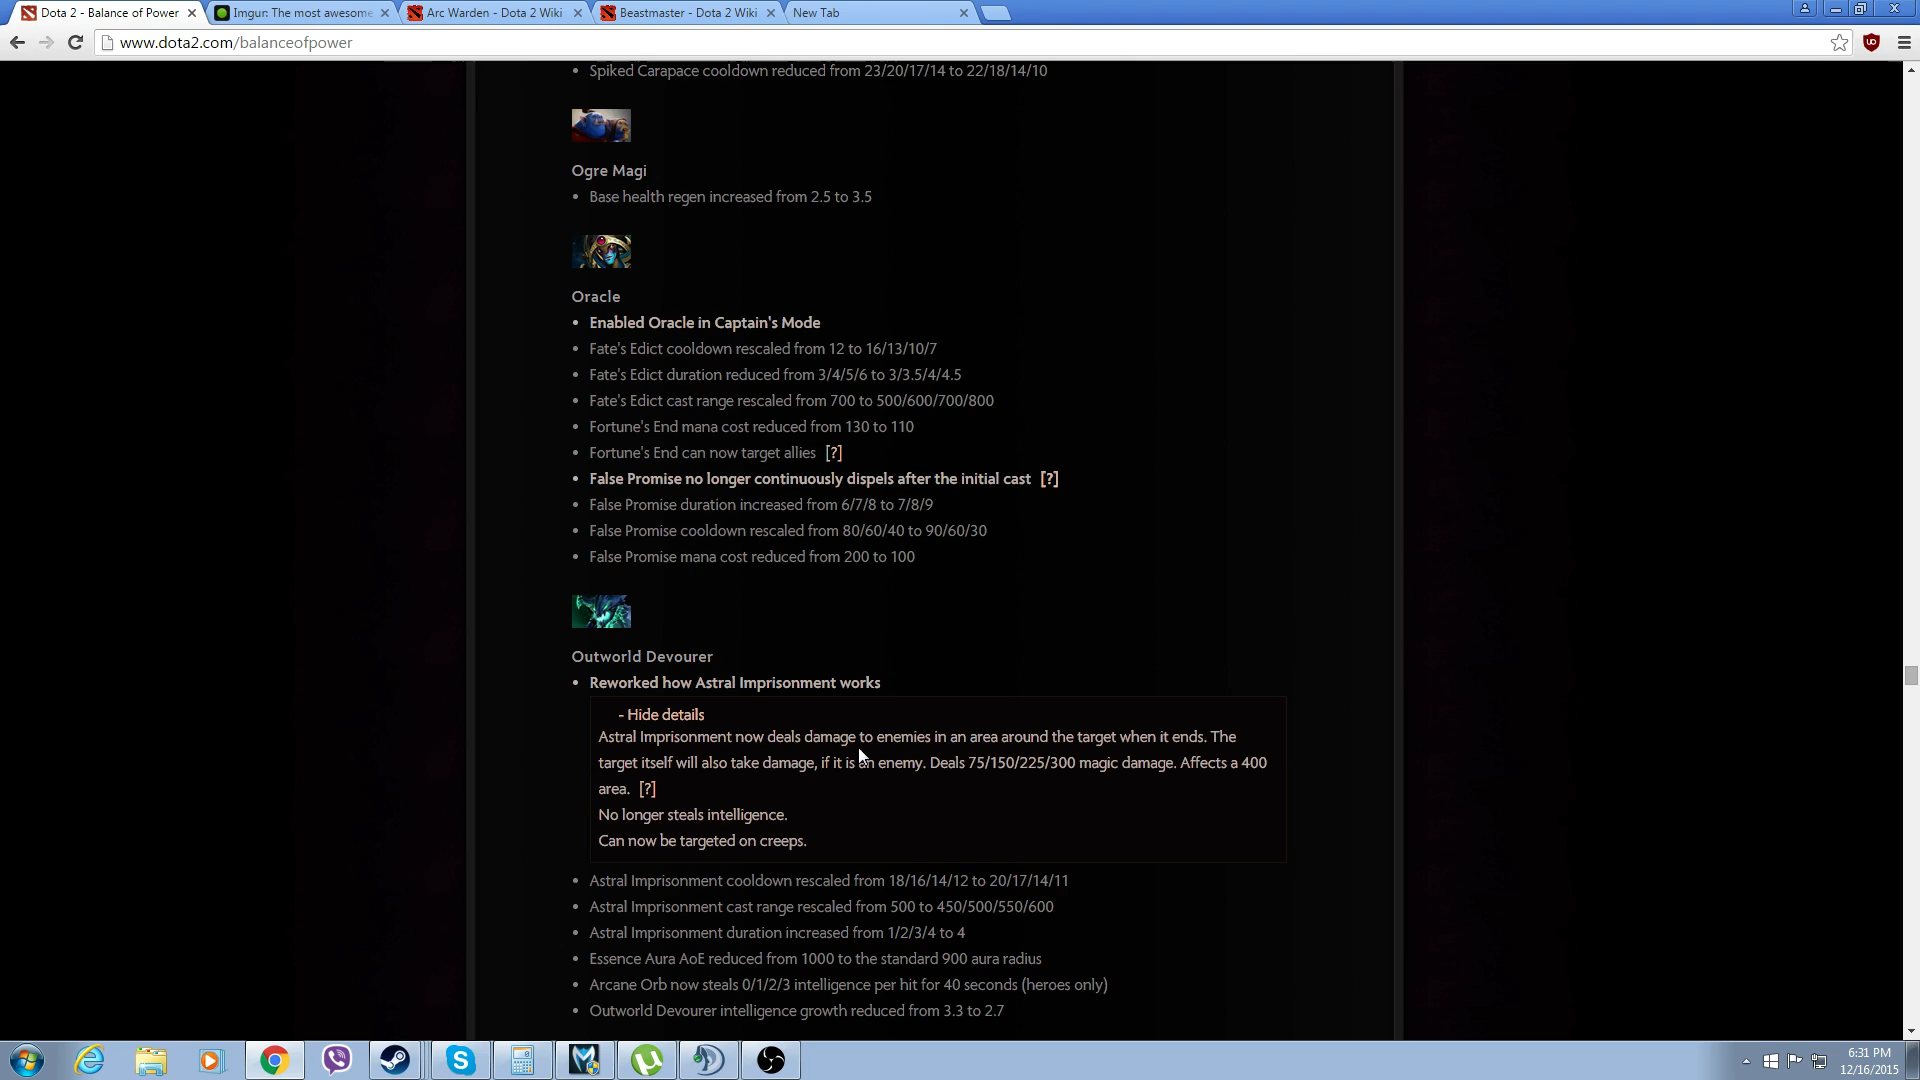 Dota 2 - Balance of Power
Imgur: The most awesome
Arc Warden - Dota 2 Wiki
Beastmaster - Dota 2 Wiki
New Tab
www.dota2.com/balanceofpower
• Spiked Carapace cooldown reduced from 23/20/17/14 to 22/18/14/10
Ogre Magi
• Base health regen increased from 2.5 to 3.5
Oracle
• Enabled Oracle in Captain's Mode
• Fate's Edict cooldown rescaled from 12 to 16/13/10/7
• Fate's Edict duration reduced from 3/4/5/6 to 3/3.5/4/4.5
• Fate's Edict cast range rescaled from 700 to 500/600/700/800
• Fortune's End mana cost reduced from 130 to 110
• Fortune's End can now target allies [?]
• False Promise no longer continuously dispels after the initial cast [?]
• False Promise duration increased from 6/7/8 to 7/8/9
• False Promise cooldown rescaled from 80/60/40 to 90/60/30
• False Promise mana cost reduced from 200 to 100
Outworld Devourer
• Reworked how Astral Imprisonment works
- Hide details
Astral Imprisonment now deals damage to enemies in an area around the target when it ends. The
target itself will also take damage, if it is an enemy. Deals 75/150/225/300 magic damage. Affects a 400
area. [?]
No longer steals intelligence.
Can now be targeted on creeps.
• Astral Imprisonment cooldown rescaled from 18/16/14/12 to 20/17/14/11
• Astral Imprisonment cast range rescaled from 500 to 450/500/550/600
• Astral Imprisonment duration increased from 1/2/3/4 to 4
• Essence Aura AoE reduced from 1000 to the standard 900 aura radius
• Arcane Orb now steals 0/1/2/3 intelligence per hit for 40 seconds (heroes only)
• Outworld Devourer intelligence growth reduced from 3.3 to 2.7
6:31 PM
12/16/2015